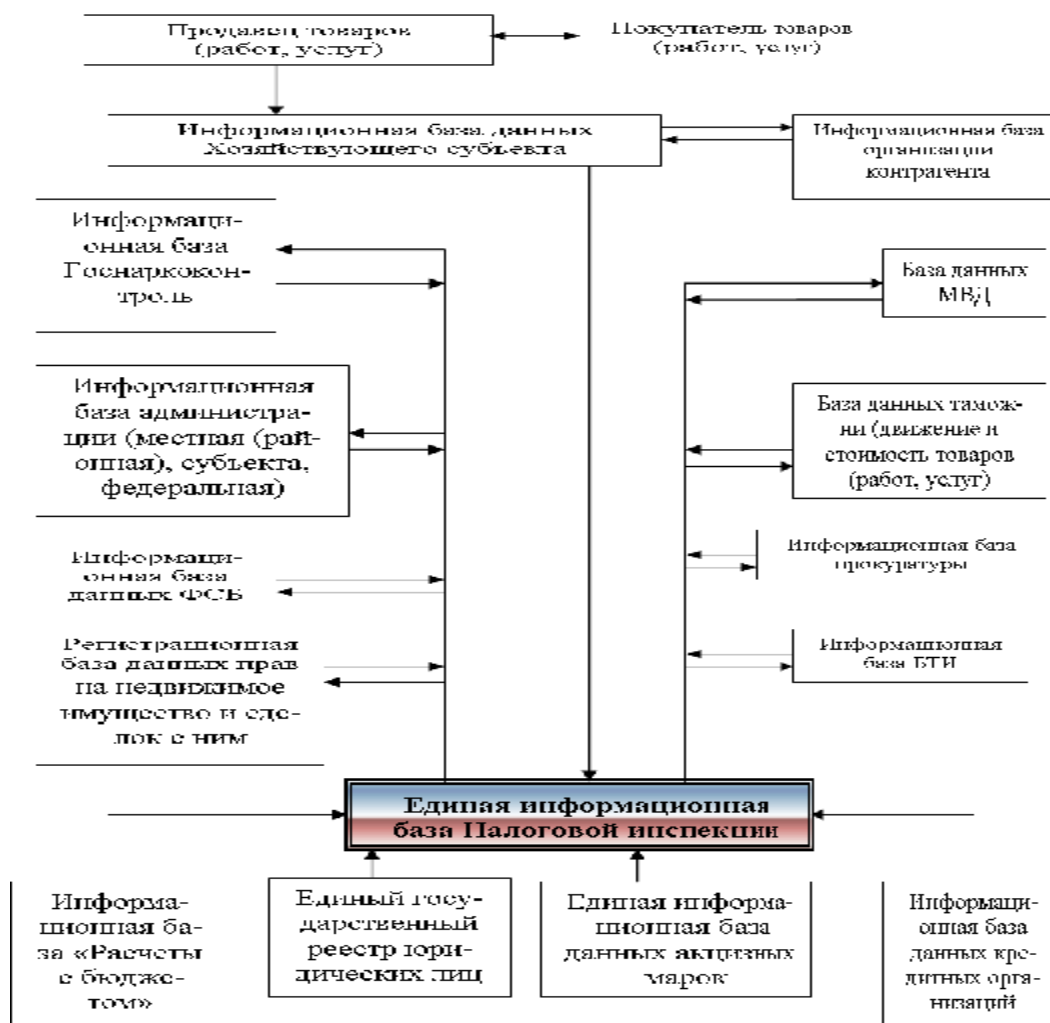 Продавец товаров
(работ, услуг)
Покупатель товаров
(работ, услуг)
Информационная база данных
Хозяйствующего субъекта
Информационная база
организации
контрагента
Информаци-
онная база
Госнаркокон-
троль
База данных
МВД
Информационная
база администра-
ции (местная (рай-
онная), субъекта,
федеральная)
База данных тамож-
ни (движение и
стоимость товаров
(работ, услуг)
Информаци-
онная база
данных ФСБ
Информационная база
прокуратуры
Регистрационная
база данных прав
на недвижимое
имущество и сде-
лок с ним
Информационная
база БТИ
Единая информационная
база Налоговой инспекции
Информа-
ционная ба-
за «Расчеты
с бюдже-
том»
Единый госу-
дарственный
реестр юри-
дических лиц
Единая информа-
ционная база
данных акцизных
марок
Информаци-
онная база
данных кре-
дитных орга-
низаций